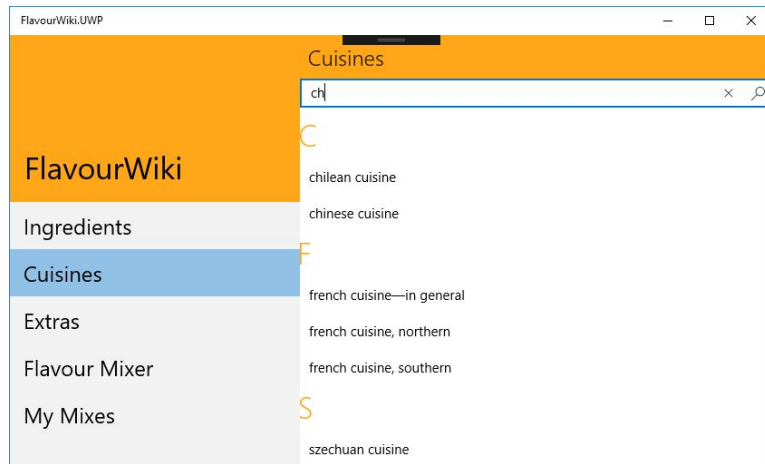 FlavourWiki.UWP
FlavourWiki
Ingredients
Cuisines
Extras
Flavour Mixer
My Mixes
Cuisines
ch
C
chilean cuisine
chinese cuisine
F
french cuisine—in general
french cuisine, northern
french cuisine, southern
S
szechuan cuisine